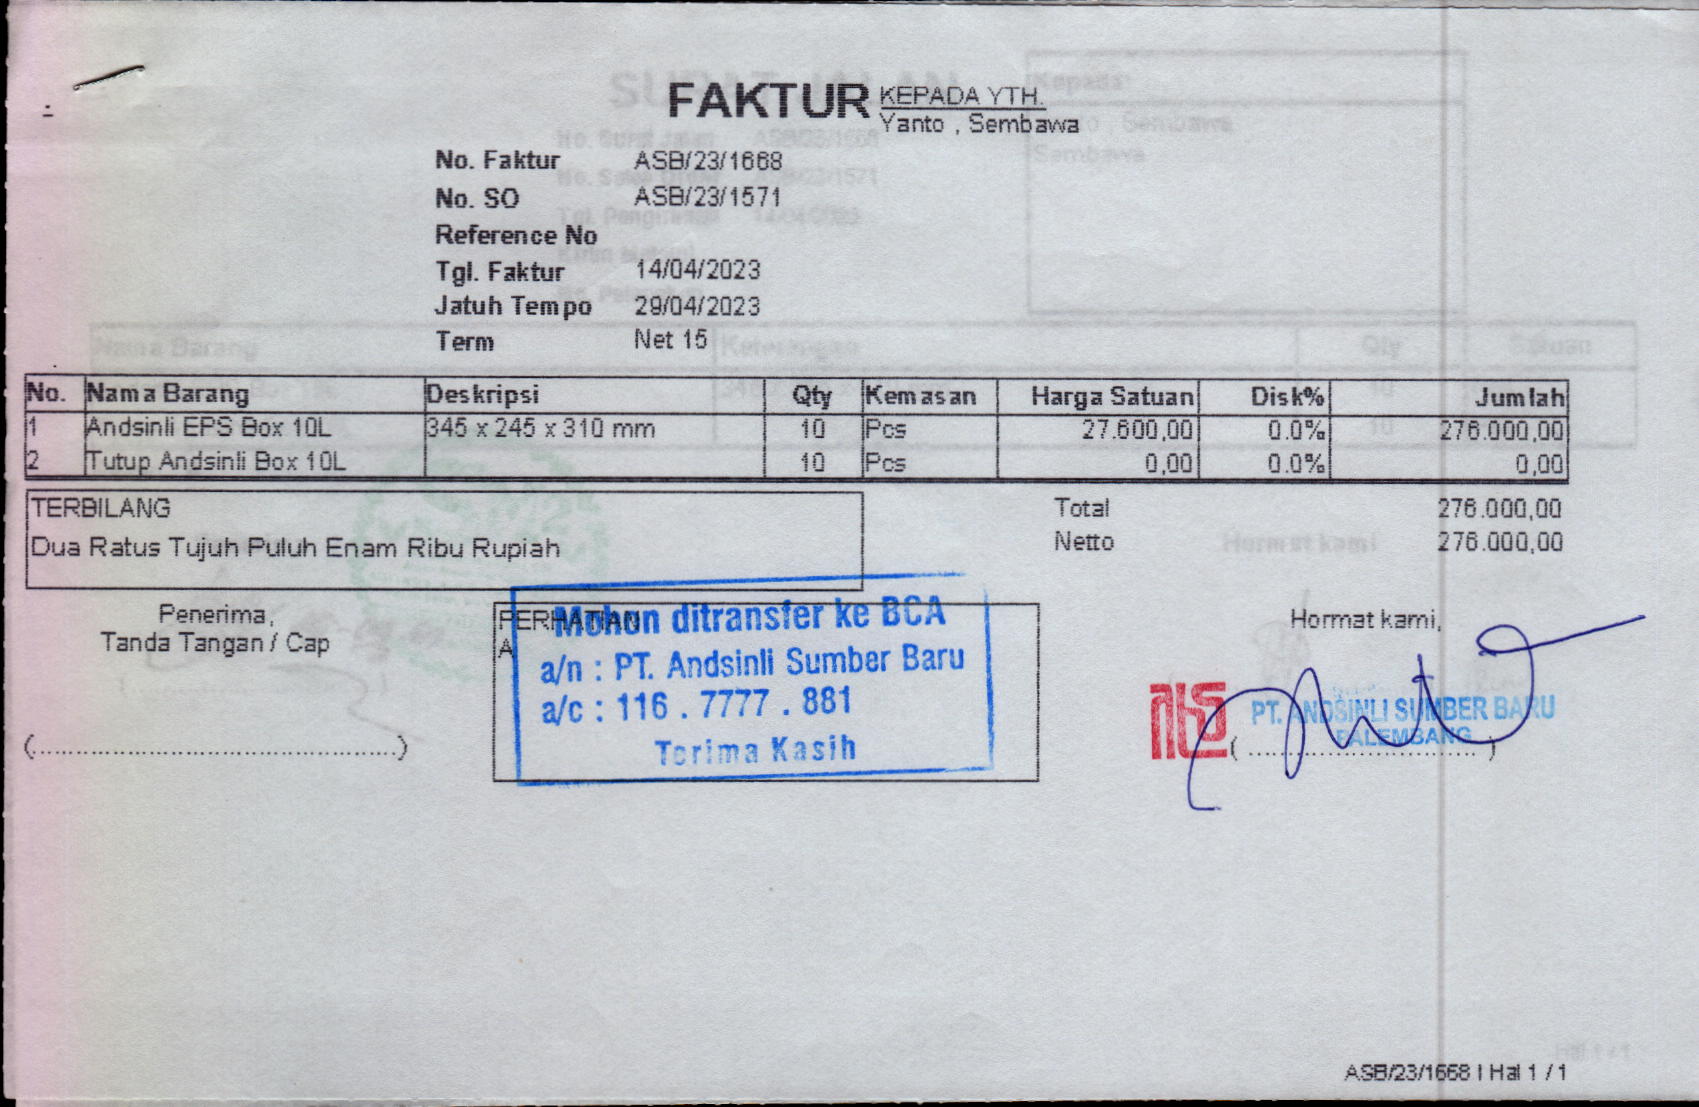 FAKTUR
KEPADA YTH.
Yanto , Sembawa
No. Faktur ASB/23/1668
No. SO ASB/23/1571
Reference No
Tgl. Faktur 14/04/2023
Jatuh Tempo 29/04/2023
Term Net 15
No. Nama Barang Deskripsi Qty Kemasan Harga Satuan Disk% Jumlah
1 Andsinli EPS Box 10L 345 x 245 x 310 mm 10 Pcs 27.600,00 0.0% 276.000,00
2 Tutup Andsinli Box 10L 10 Pcs 0,00 0.0% 0,00
TERBILANG
Dua Ratus Tujuh Puluh Enam Ribu Rupiah
Total 276.000,00
Netto 276.000,00
Penerima,
Tanda Tangan / Cap
(..........................................)
PERHATIAN
A
Mohon ditransfer ke BCA
a/n : PT. Andsinli Sumber Baru
a/c : 116 . 7777 . 881
Terima Kasih
Hormat kami,
PT. ANDSINLI SUMBER BARU
PALEMBANG
(..........................)
ASB/23/1668 | Hal 1 / 1